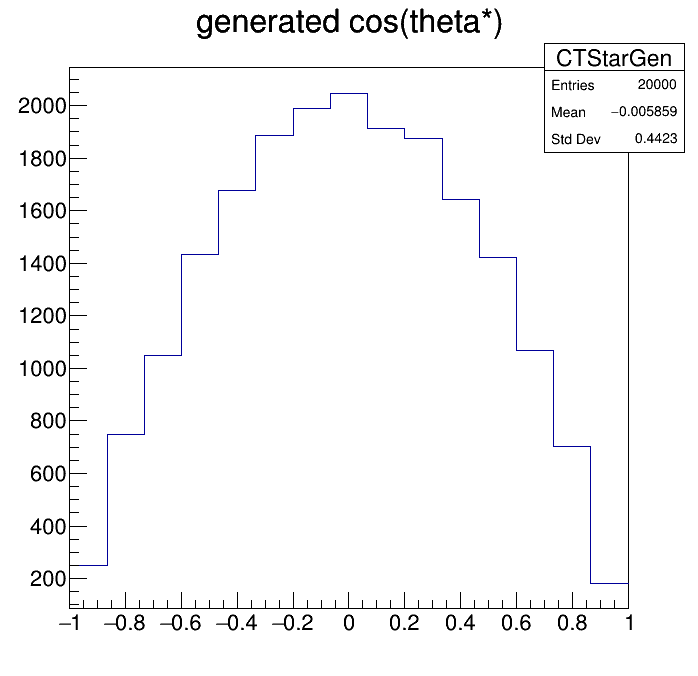 generated cos(theta*)
CTStarGen
Entries 20000
Mean −0.005859
Std Dev 0.4423
2000
1800
1600
1400
1200
1000
800
600
400
200
−1 −0.8 −0.6 −0.4 −0.2 0 0.2 0.4 0.6 0.8 1